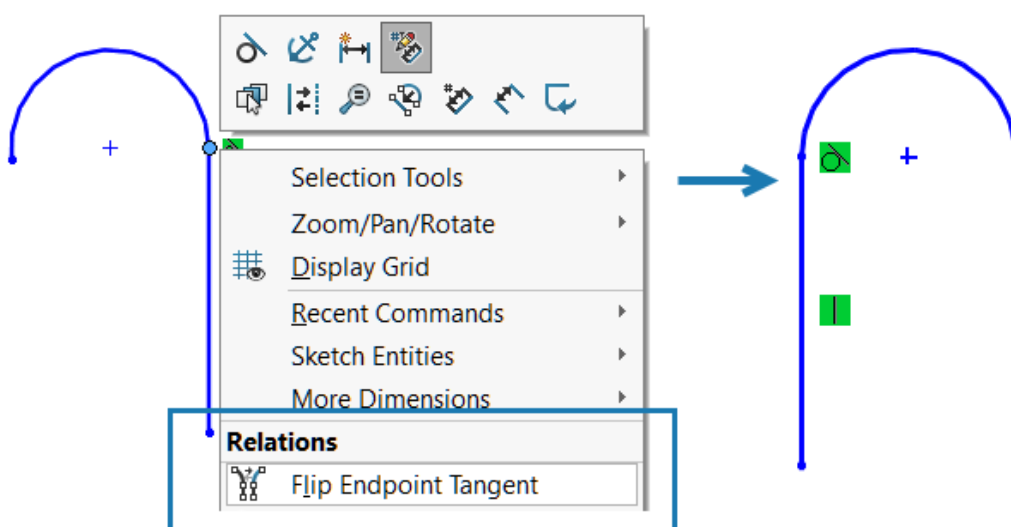 Selection Tools
Zoom/Pan/Rotate
Display Grid
Recent Commands
Sketch Entities
More Dimensions
Relations
Flip Endpoint Tangent